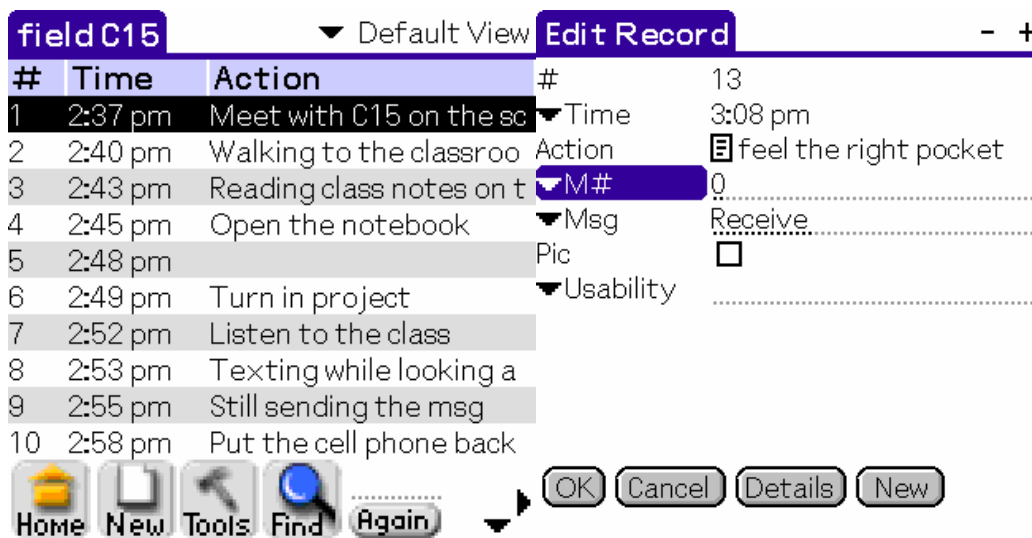 field C15 Default View
# Time Action
1 2:37 pm Meet with C15 on the sc
2 2:40 pm Walking to the classroo
3 2:43 pm Reading class notes on t
4 2:45 pm Open the notebook
5 2:48 pm
6 2:49 pm Turn in project
7 2:52 pm Listen to the class
8 2:53 pm Texting while looking a
9 2:55 pm Still sending the msg
10 2:58 pm Put the cell phone back
Home New Tools Find Again
Edit Record - +
# 13
Time 3:08 pm
Action feel the right pocket
M# 0
Msg Receive
Pic
Usability
OK Cancel Details New